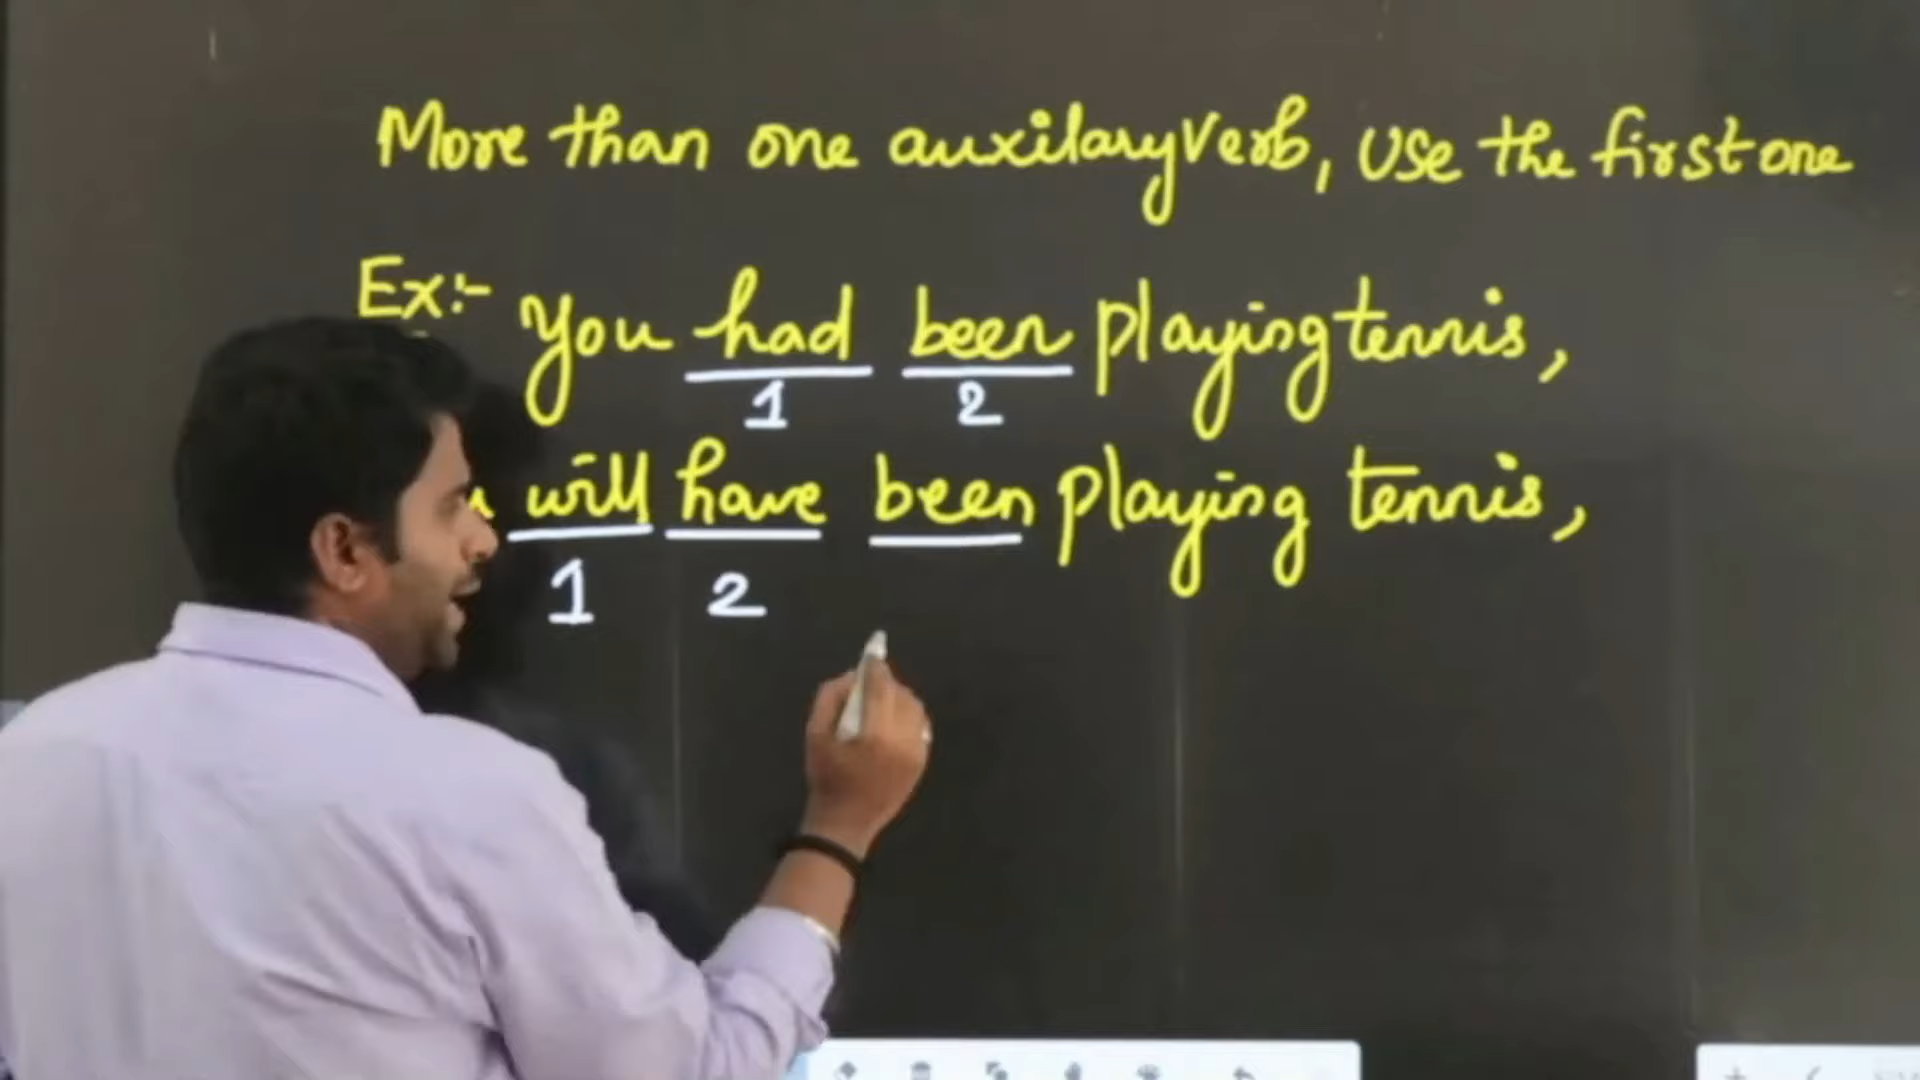 More than one auxilary verb, use the first one
Ex:- You had been playing tennis,
1 2
will have been playing tennis,
1 2